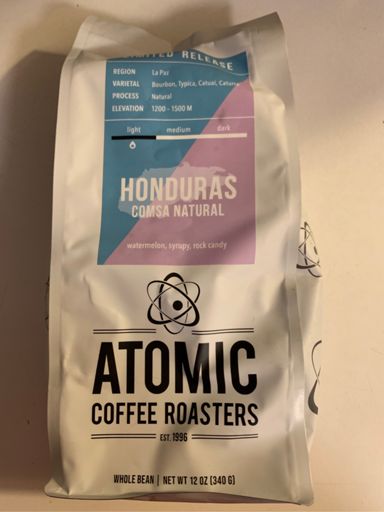 LIMITED RELEASE
REGION La Paz
VARIETAL Bourbon, Typica, Catuai, Caturra
PROCESS Natural
ELEVATION 1200 - 1500 M
light medium dark
HONDURAS
COMSA NATURAL
watermelon, syrupy, rock candy
ATOMIC
COFFEE ROASTERS
EST. 1996
WHOLE BEAN | NET WT 12 OZ (340 G)